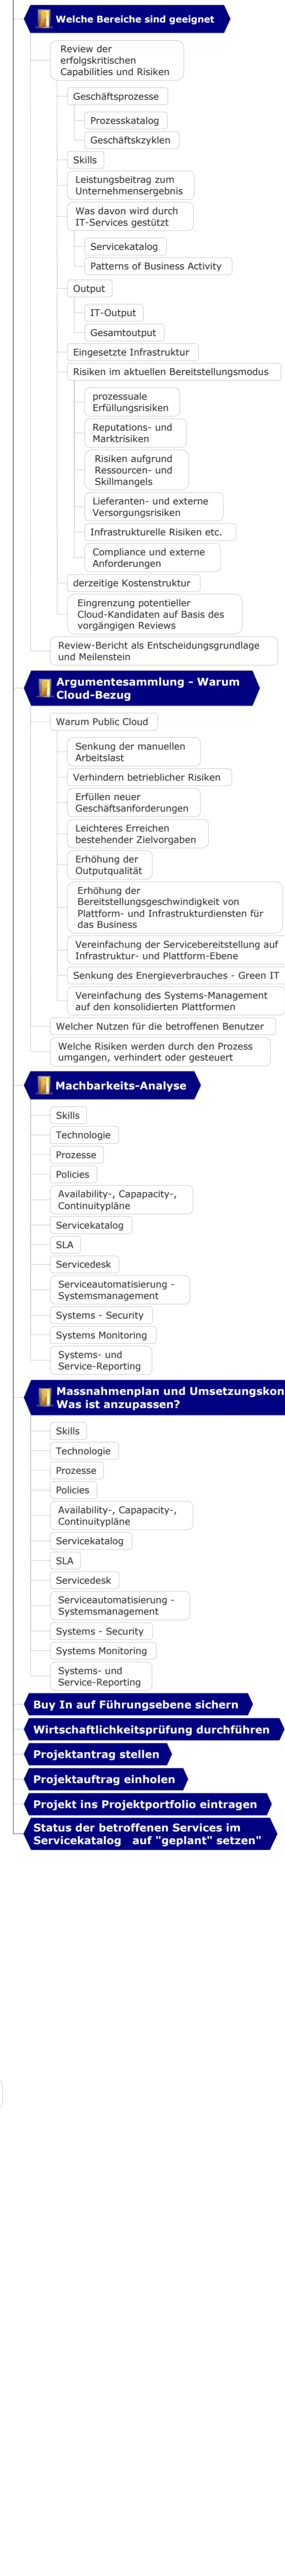 Welche Bereiche sind geeignet
Review der
erfolgskritischen
Capabilities und Risiken
Geschäftsprozesse
Prozesskatalog
Geschäftskzyklen
Skills
Leistungsbeitrag zum
Unternehmensergebnis
Was davon wird durch
IT-Services gestützt
Servicekatalog
Patterns of Business Activity
Output
IT-Output
Gesamtoutput
Eingesetzte Infrastruktur
Risiken im aktuellen Bereitstellungsmodus
prozessuale
Erfüllungsrisiken
Reputations- und
Marktrisiken
Risiken aufgrund
Ressourcen- und
Skillmangels
Lieferanten- und externe
Versorgungsrisiken
Infrastrukturelle Risiken etc.
Compliance und externe
Anforderungen
derzeitige Kostenstruktur
Eingrenzung potentieller
Cloud-Kandidaten auf Basis des
vorgängigen Reviews
Review-Bericht als Entscheidungsgrundlage
und Meilenstein
Argumentesammlung - Warum
Cloud-Bezug
Warum Public Cloud
Senkung der manuellen
Arbeitslast
Verhindern betrieblicher Risiken
Erfüllen neuer
Geschäftsanforderungen
Leichteres Erreichen
bestehender Zielvorgaben
Erhöhung der
Outputqualität
Erhöhung der
Bereitstellungsgeschwindigkeit von
Plattform- und Infrastrukturdiensten für
das Business
Vereinfachung der Servicebereitstellung auf
Infrastruktur- und Plattform-Ebene
Senkung des Energieverbrauches - Green IT
Vereinfachung des Systems-Management
auf den konsolidierten Plattformen
Welcher Nutzen für die betroffenen Benutzer
Welche Risiken werden durch den Prozess
umgangen, verhindert oder gesteuert
Machbarkeits-Analyse
Skills
Technologie
Prozesse
Policies
Availability-, Capapacity-,
Continuitypläne
Servicekatalog
SLA
Servicedesk
Serviceautomatisierung -
Systemsmanagement
Systems - Security
Systems Monitoring
Systems- und
Service-Reporting
Massnahmenplan und Umsetzungskon
Was ist anzupassen?
Skills
Technologie
Prozesse
Policies
Availability-, Capapacity-,
Continuitypläne
Servicekatalog
SLA
Servicedesk
Serviceautomatisierung -
Systemsmanagement
Systems - Security
Systems Monitoring
Systems- und
Service-Reporting
Buy In auf Führungsebene sichern
Wirtschaftlichkeitsprüfung durchführen
Projektantrag stellen
Projektauftrag einholen
Projekt ins Projektportfolio eintragen
Status der betroffenen Services im
Servicekatalog auf "geplant" setzen"